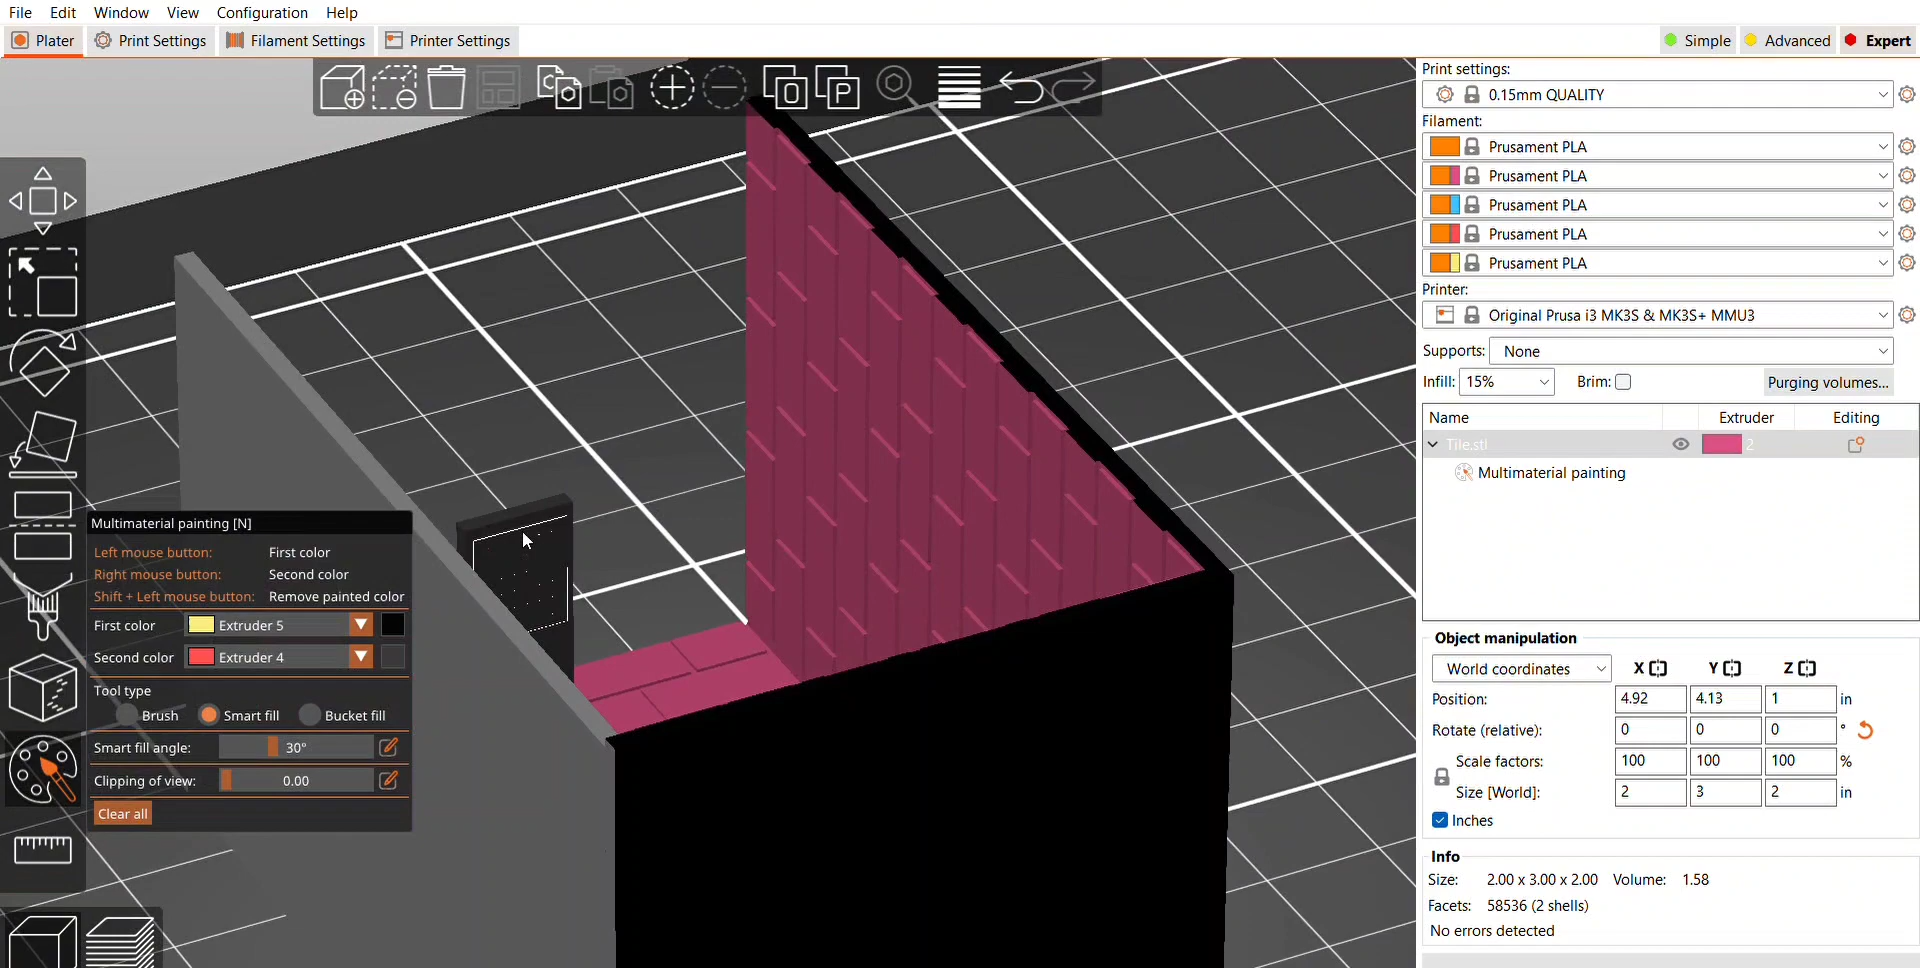 File Edit Window View Configuration Help
Plater Print Settings Filament Settings Printer Settings Simple Advanced Expert
O P
Print settings:
0.15mm QUALITY
Filament:
Prusament PLA
Prusament PLA
Prusament PLA
Prusament PLA
Prusament PLA
Printer:
Original Prusa i3 MK3S & MK3S+ MMU3
Supports: None
Infill: 15% Brim: Purging volumes...
Name Extruder Editing
Tile.stl 2
Multimaterial painting
Multimaterial painting [N]
Left mouse button: First color
Right mouse button: Second color
Shift + Left mouse button: Remove painted color
First color Extruder 5
Second color Extruder 4
Tool type
Brush Smart fill Bucket fill
Smart fill angle: 30°
Clipping of view: 0.00
Clear all
Object manipulation
World coordinates X Y Z
Position: 4.92 4.13 1 in
Rotate (relative): 0 0 0 °
Scale factors: 100 100 100 %
Size [World]: 2 3 2 in
Inches
Info
Size: 2.00 x 3.00 x 2.00 Volume: 1.58
Facets: 58536 (2 shells)
No errors detected